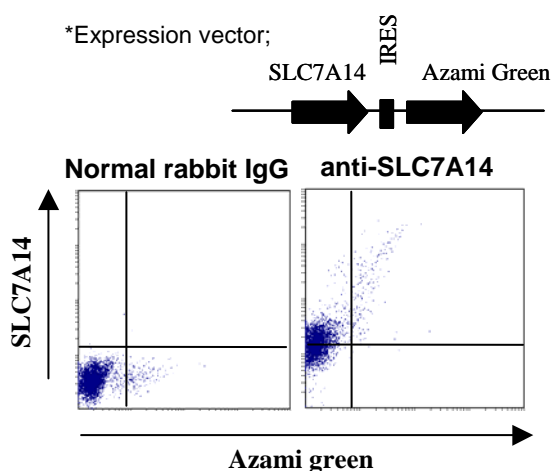 *Expression vector;
IRES
SLC7A14
Azami Green
Normal rabbit IgG
anti-SLC7A14
SLC7A14
Azami green